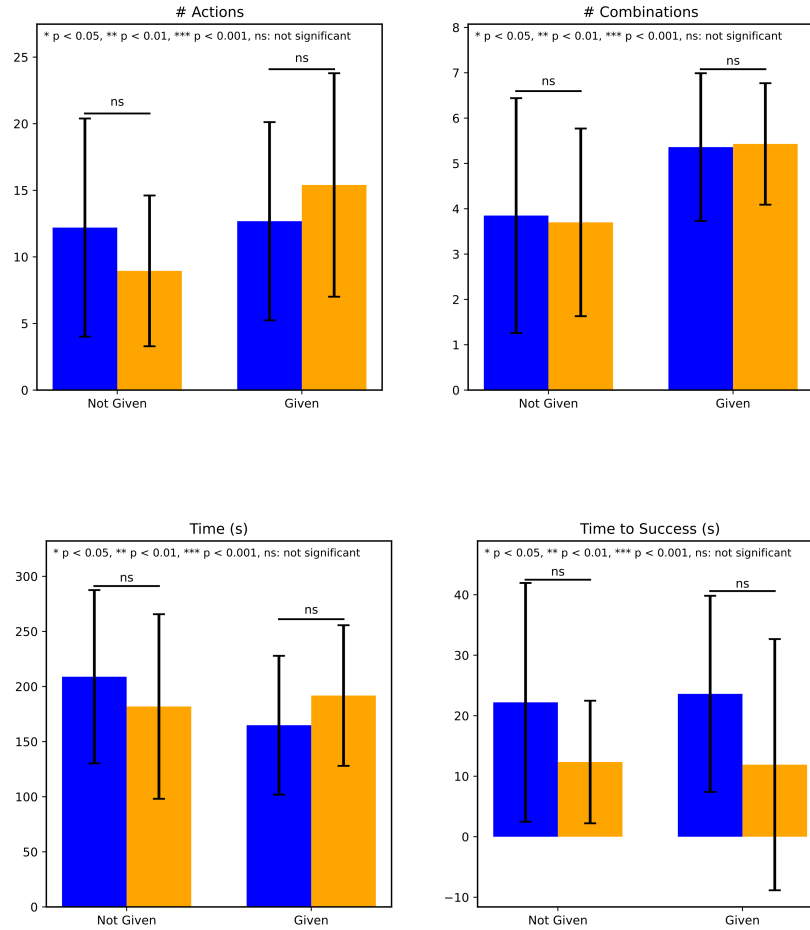 # Actions
* p < 0.05, ** p < 0.01, *** p < 0.001, ns: not significant
ns
ns
25
20
15
10
5
0
Not Given
Given
# Combinations
* p < 0.05, ** p < 0.01, *** p < 0.001, ns: not significant
ns
ns
8
7
6
5
4
3
2
1
0
Not Given
Given
Time (s)
* p < 0.05, ** p < 0.01, *** p < 0.001, ns: not significant
ns
ns
300
250
200
150
100
50
0
Not Given
Given
Time to Success (s)
* p < 0.05, ** p < 0.01, *** p < 0.001, ns: not significant
ns
ns
40
30
20
10
0
−10
Not Given
Given